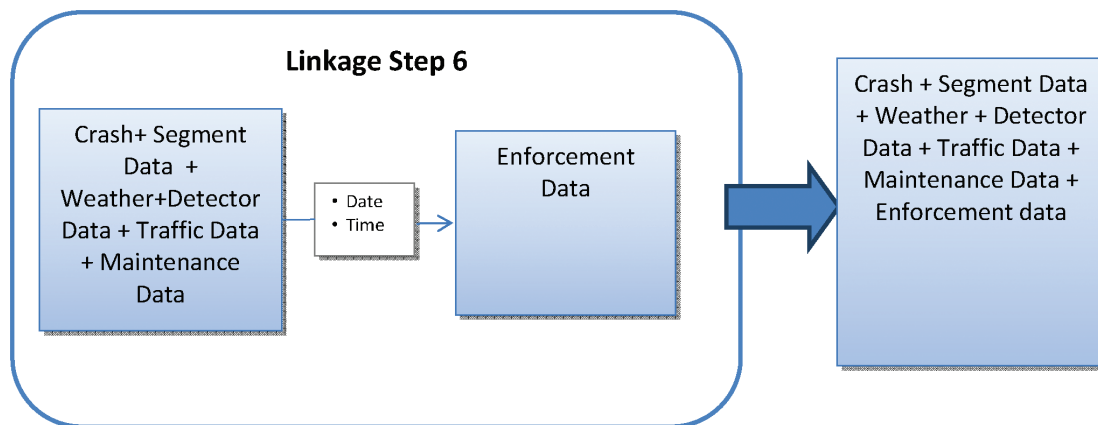 Linkage Step 6
Crash+ Segment
Data +
Weather+Detector
Data + Traffic Data
+ Maintenance
Data
• Date
• Time
Enforcement
Data
Crash + Segment Data
+ Weather + Detector
Data + Traffic Data +
Maintenance Data +
Enforcement data